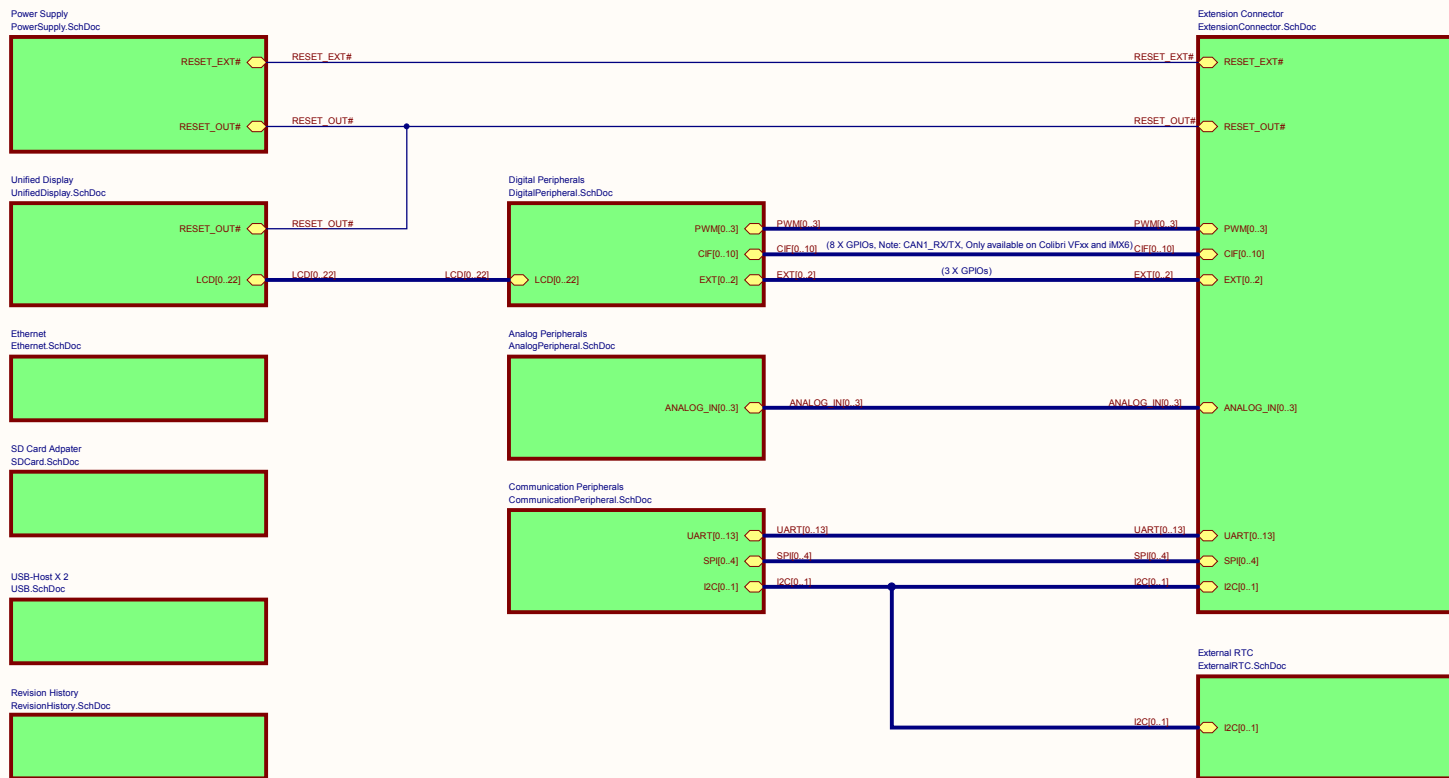 Power Supply
PowerSupply.SchDoc
RESET_EXT#
RESET_EXT#
RESET_OUT#
RESET_OUT#
Unified Display
UnifiedDisplay.SchDoc
RESET_OUT#
RESET_OUT#
LCD[0..22]
LCD[0..22]
LCD[0..22]
Ethernet
Ethernet.SchDoc
SD Card Adpater
SDCard.SchDoc
USB-Host X 2
USB.SchDoc
Revision History
RevisionHistory.SchDoc
Digital Peripherals
DigitalPeripheral.SchDoc
LCD[0..22]
PWM[0..3]
PWM[0..3]
PWM[0..3]
CIF[0..10]
CIF[0..10]
(8 X GPIOs, Note: CAN1_RX/TX, Only available on Colibri VFxx and iMX6)
CIF[0..10]
EXT[0..2]
EXT[0..2]
(3 X GPIOs)
EXT[0..2]
Analog Peripherals
AnalogPeripheral.SchDoc
ANALOG_IN[0..3]
ANALOG_IN[0..3]
ANALOG_IN[0..3]
Communication Peripherals
CommunicationPeripheral.SchDoc
UART[0..13]
UART[0..13]
UART[0..13]
SPI[0..4]
SPI[0..4]
SPI[0..4]
I2C[0..1]
I2C[0..1]
I2C[0..1]
Extension Connector
ExtensionConnector.SchDoc
RESET_EXT#
RESET_EXT#
RESET_OUT#
RESET_OUT#
PWM[0..3]
CIF[0..10]
EXT[0..2]
ANALOG_IN[0..3]
UART[0..13]
SPI[0..4]
I2C[0..1]
External RTC
ExternalRTC.SchDoc
I2C[0..1]
I2C[0..1]